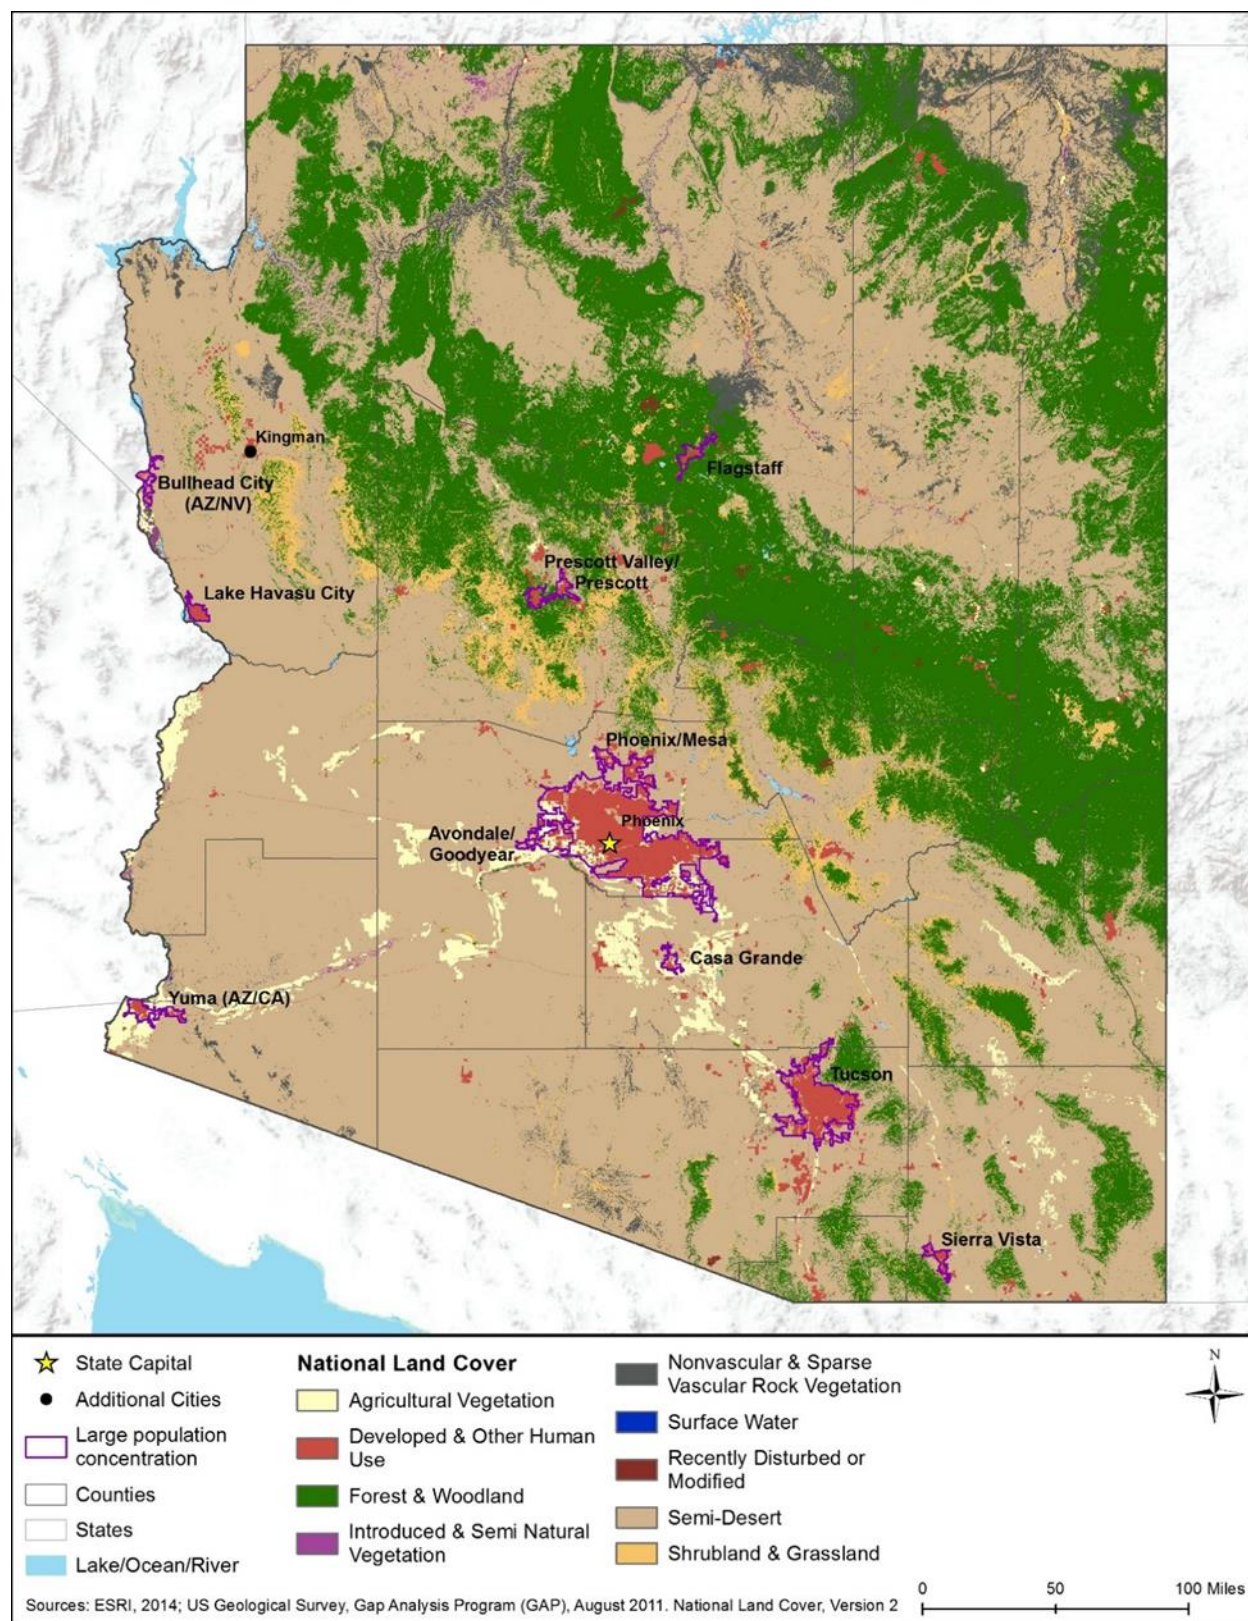 Kingman
Bullhead City
(AZ/NV)
Flagstaff
Prescott Valley/
Prescott
Lake Havasu City
Phoenix/Mesa
Phoenix
Avondale/
Goodyear
Casa Grande
Yuma (AZ/CA)
Tucson
Sierra Vista
State Capital
Additional Cities
Large population
concentration
Counties
States
Lake/Ocean/River
National Land Cover
Agricultural Vegetation
Developed & Other Human
Use
Forest & Woodland
Introduced & Semi Natural
Vegetation
Nonvascular & Sparse
Vascular Rock Vegetation
Surface Water
Recently Disturbed or
Modified
Semi-Desert
Shrubland & Grassland
N
0 50 100 Miles
Sources: ESRI, 2014; US Geological Survey, Gap Analysis Program (GAP), August 2011. National Land Cover, Version 2